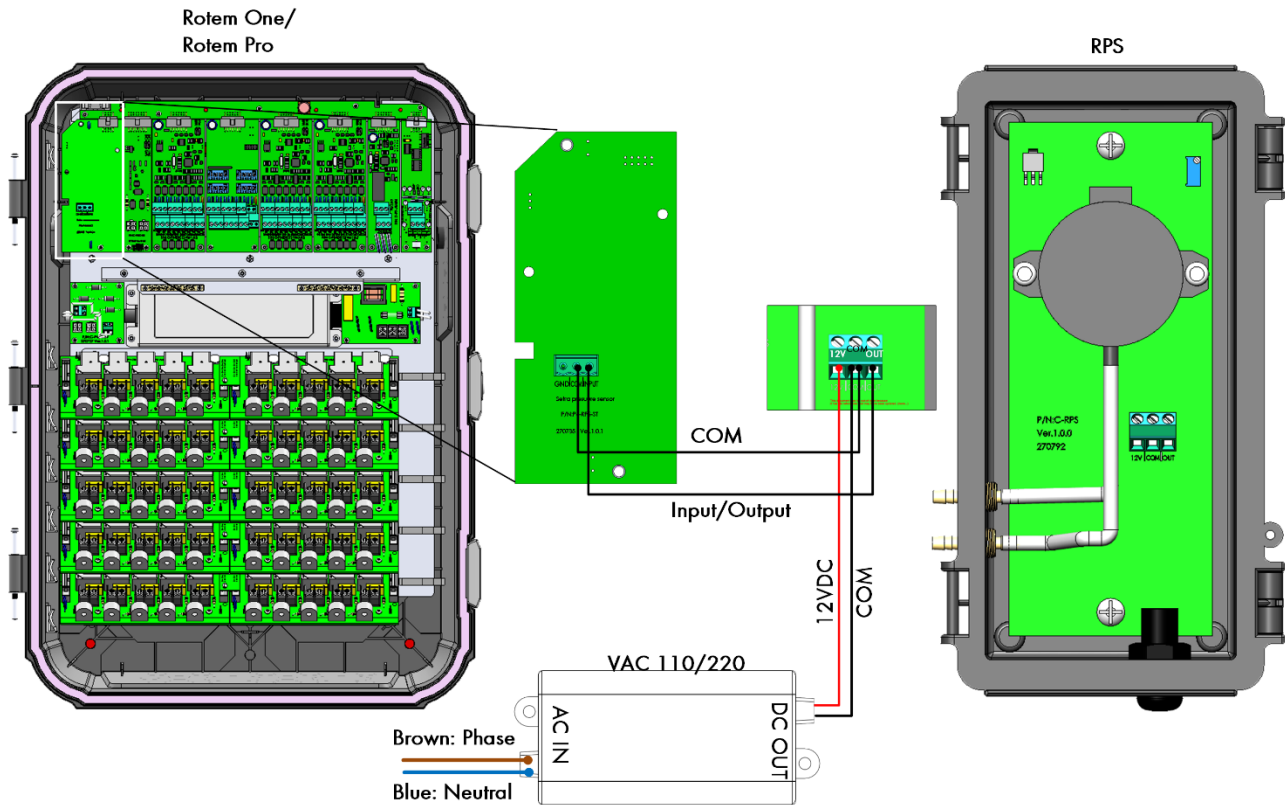 Rotem One/
Rotem Pro
RPS
GND COM INPUT
Setra pressure sensor
12V COM OUT
COM
Input/Output
P/N:C-RPS
Ver.1.0.0
270792
12V COM OUT
12VDC
COM
VAC 110/220
AC IN
DC OUT
Brown: Phase
Blue: Neutral